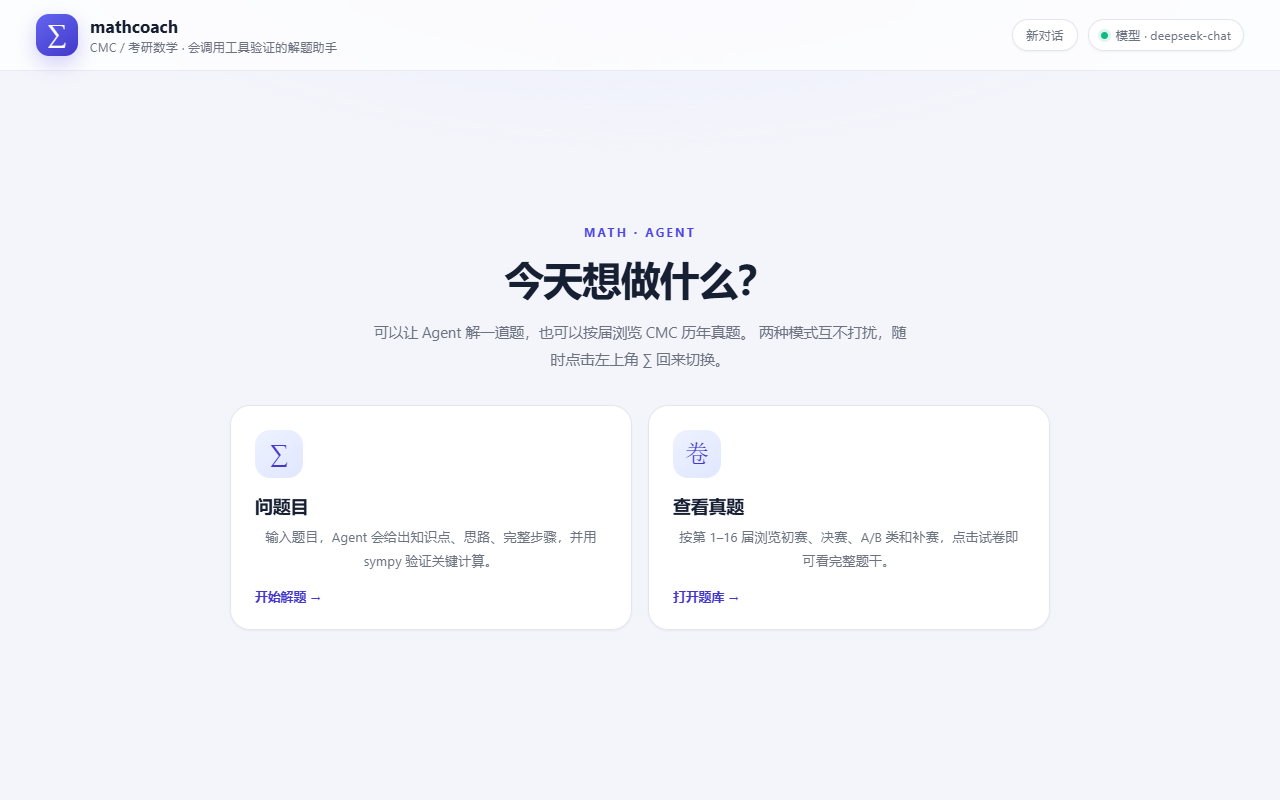 ∑
mathcoach
CMC / 考研数学 · 会调用工具验证的解题助手
新对话
模型 · deepseek-chat
MATH · AGENT
今天想做什么？
可以让 Agent 解一道题，也可以按届浏览 CMC 历年真题。 两种模式互不打扰，随
时点击左上角 ∑ 回来切换。
∑
问题目
输入题目，Agent 会给出知识点、思路、完整步骤，并用
sympy 验证关键计算。
开始解题 →
卷
查看真题
按第 1–16 届浏览初赛、决赛、A/B 类和补赛，点击试卷即
可看完整题干。
打开题库 →